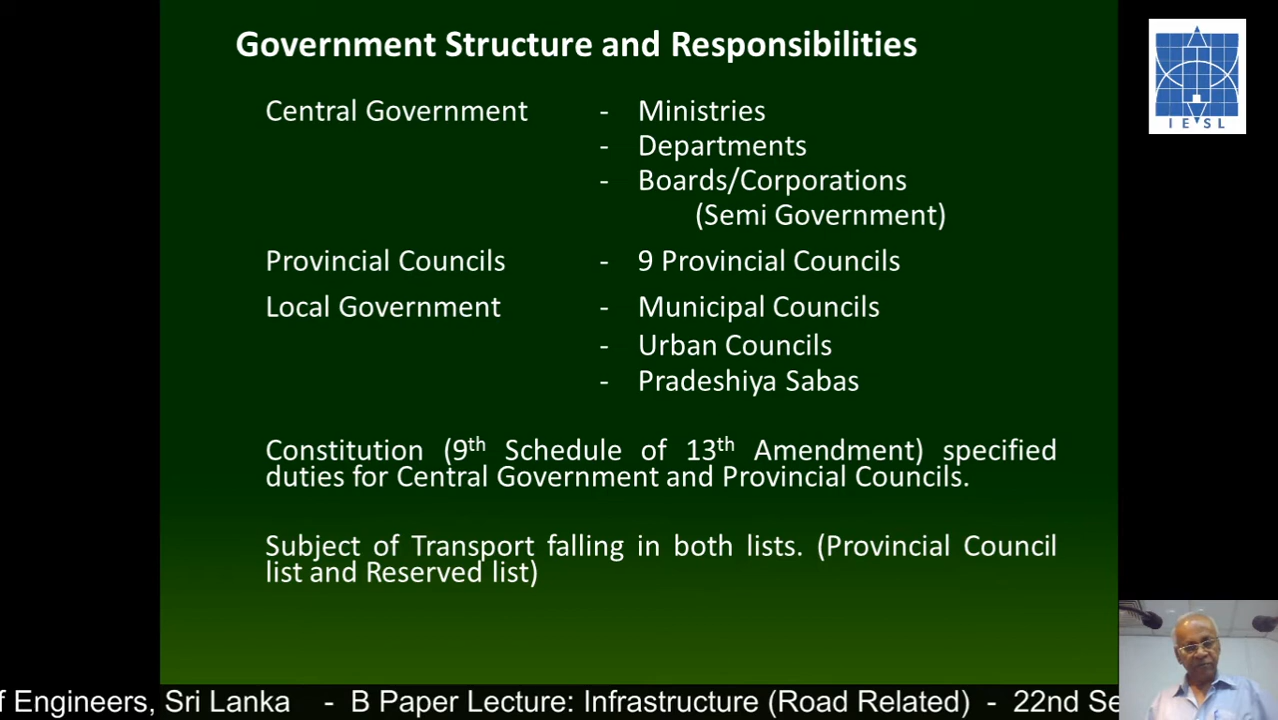 Government Structure and Responsibilities
Central Government - Ministries
- Departments
- Boards/Corporations
(Semi Government)
Provincial Councils - 9 Provincial Councils
Local Government - Municipal Councils
- Urban Councils
- Pradeshiya Sabas
Constitution (9th Schedule of 13th Amendment) specified
duties for Central Government and Provincial Councils.
Subject of Transport falling in both lists. (Provincial Council
list and Reserved list)
I E S L
f Engineers, Sri Lanka - B Paper Lecture: Infrastructure (Road Related) - 22nd Se